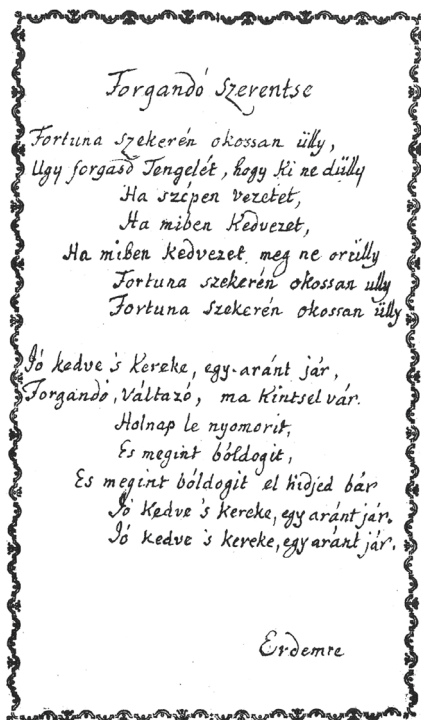 Forgandó Szerentse
Fortuna szekerén okossan ülly,
Ugy forgasd Tengelét, hogy ki ne dülly
Ha szépen vezetet,
Ha miben kedvezet,
Ha miben kedvezet meg ne orülly
Fortuna szekerén okossan ully
Fortuna szekerén okossan ülly
Jó kedve 's kereke, egy-aránt jár,
Forgandó, váltazó, ma kintsel vár.
Holnap le nyomorit,
Es megint bóldogit,
Es megint bóldogit el hidjed bár
Jó kedve 's kereke, egy aránt jár.
Jó kedve 's kereke, egy aránt jár.
Erdemre